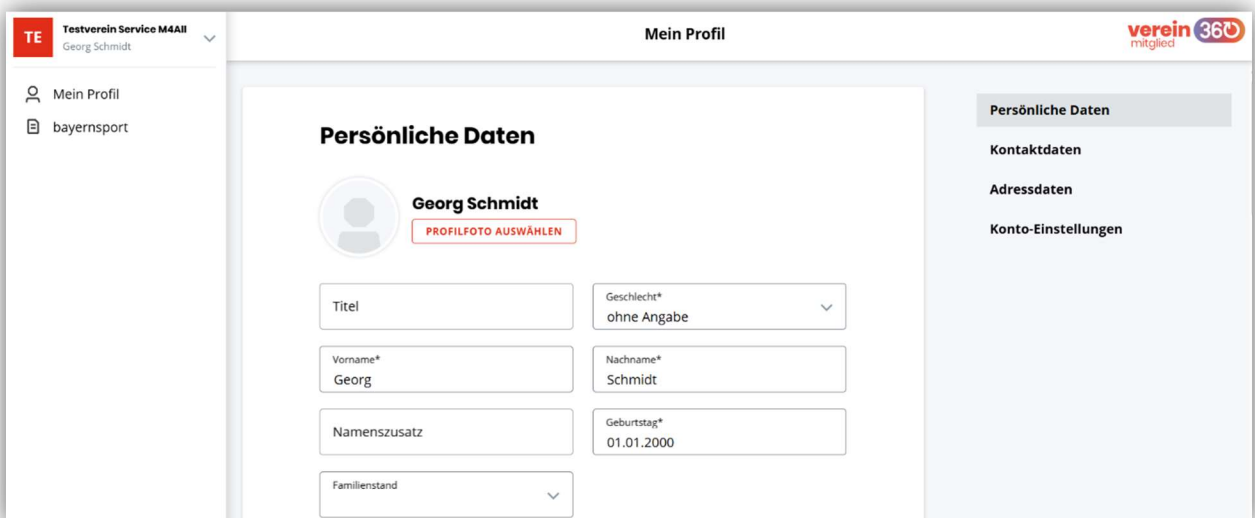 TE
Testverein Service M4All
Georg Schmidt
Mein Profil
bayernsport
Mein Profil
verein 360
mitglied
Persönliche Daten
Georg Schmidt
PROFILFOTO AUSWÄHLEN
Titel
Geschlecht*
ohne Angabe
Vorname*
Georg
Nachname*
Schmidt
Namenszusatz
Geburtstag*
01.01.2000
Familienstand
Persönliche Daten
Kontaktdaten
Adressdaten
Konto-Einstellungen